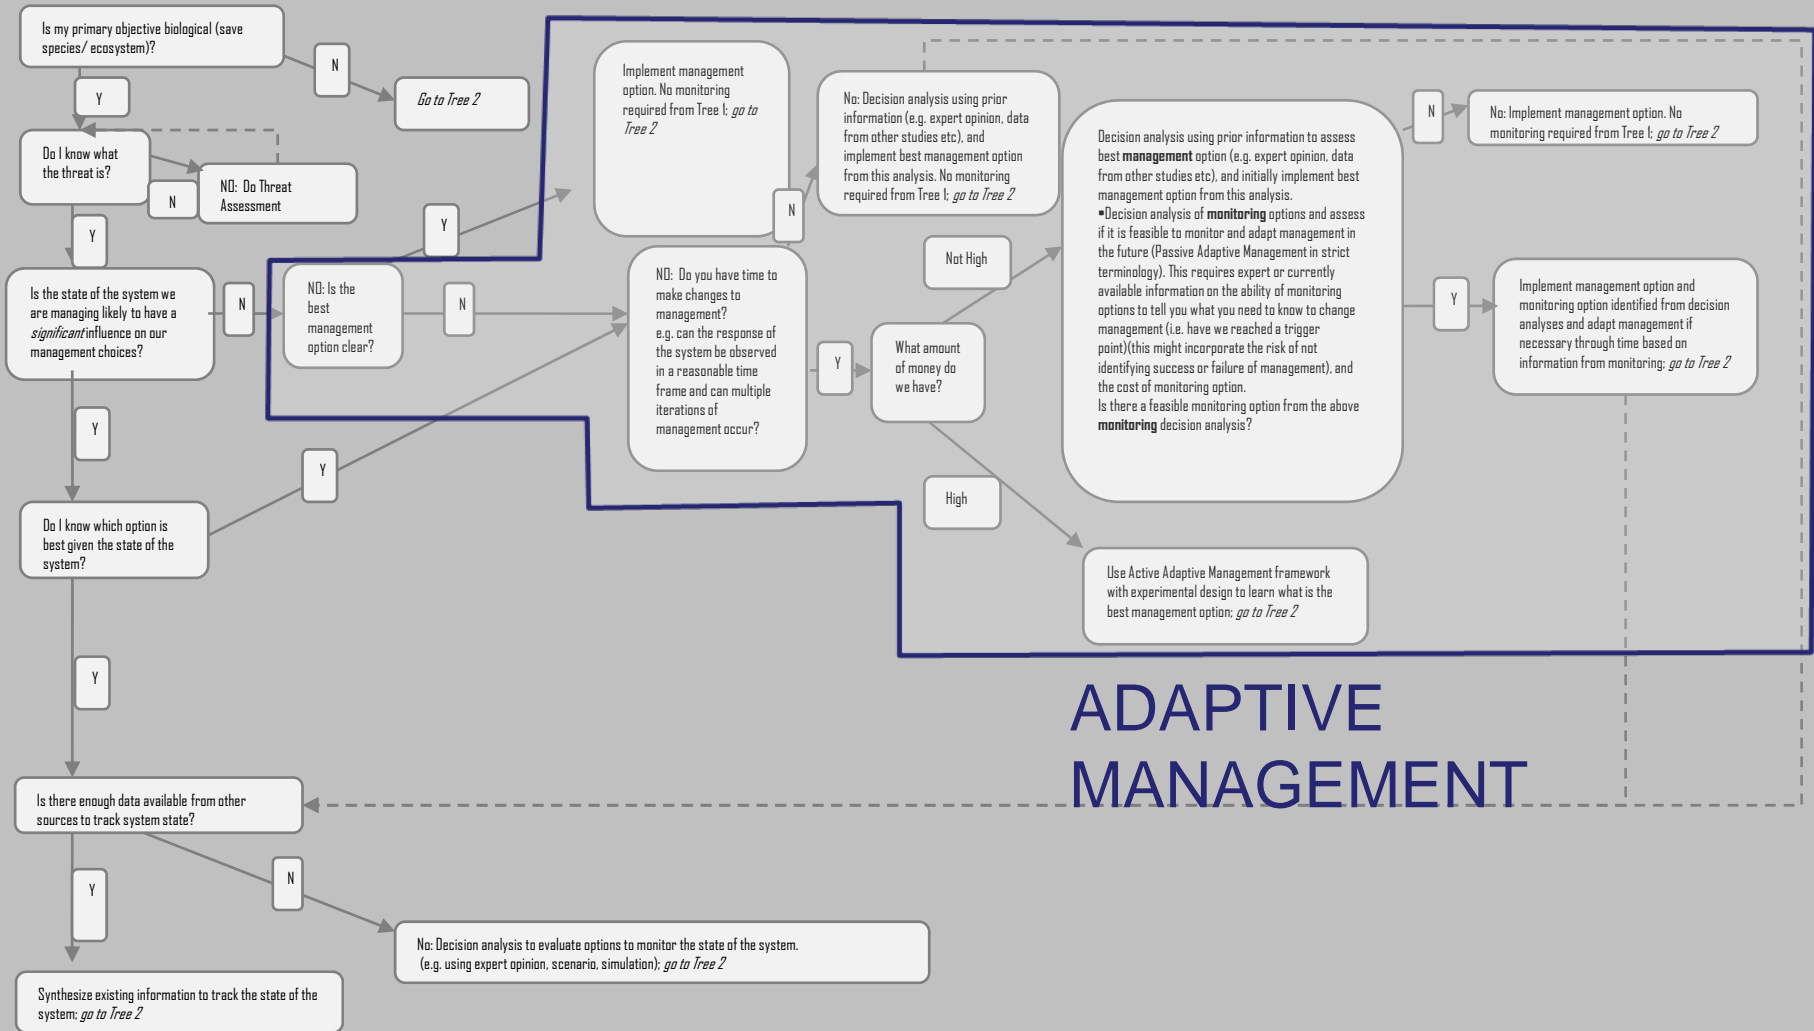 Is my primary objective biological (save
species/ ecosystem)?
N
Go to Tree 2
Y
Do I know what
the threat is?
N
NO: Do Threat
Assessment
Y
Is the state of the system we
are managing likely to have a
significant influence on our
management choices?
N
NO: Is the
best
management
option clear?
Y
Implement management
option. No monitoring
required from Tree 1; go to
Tree 2
N
NO: Do you have time to
make changes to
management?
e.g. can the response of
the system be observed
in a reasonable time
frame and can multiple
iterations of
management occur?
N
No: Decision analysis using prior
information (e.g. expert opinion, data
from other studies etc), and
implement best management option
from this analysis. No monitoring
required from Tree 1; go to Tree 2
Y
What amount
of money do
we have?
Not High
Decision analysis using prior information to assess
best management option (e.g. expert opinion, data
from other studies etc), and initially implement best
management option from this analysis.
▪Decision analysis of monitoring options and assess
if it is feasible to monitor and adapt management in
the future (Passive Adaptive Management in strict
terminology). This requires expert or currently
available information on the ability of monitoring
options to tell you what you need to know to change
management (i.e. have we reached a trigger
point)(this might incorporate the risk of not
identifying success or failure of management), and
the cost of monitoring option.
Is there a feasible monitoring option from the above
monitoring decision analysis?
N
No: Implement management option. No
monitoring required from Tree 1; go to Tree 2
Y
Implement management option and
monitoring option identified from decision
analyses and adapt management if
necessary through time based on
information from monitoring; go to Tree 2
High
Use Active Adaptive Management framework
with experimental design to learn what is the
best management option; go to Tree 2
Y
Do I know which option is
best given the state of the
system?
Y
Y
ADAPTIVE
MANAGEMENT
Is there enough data available from other
sources to track system state?
N
No: Decision analysis to evaluate options to monitor the state of the system.
(e.g. using expert opinion, scenario, simulation); go to Tree 2
Y
Synthesize existing information to track the state of the
system; go to Tree 2